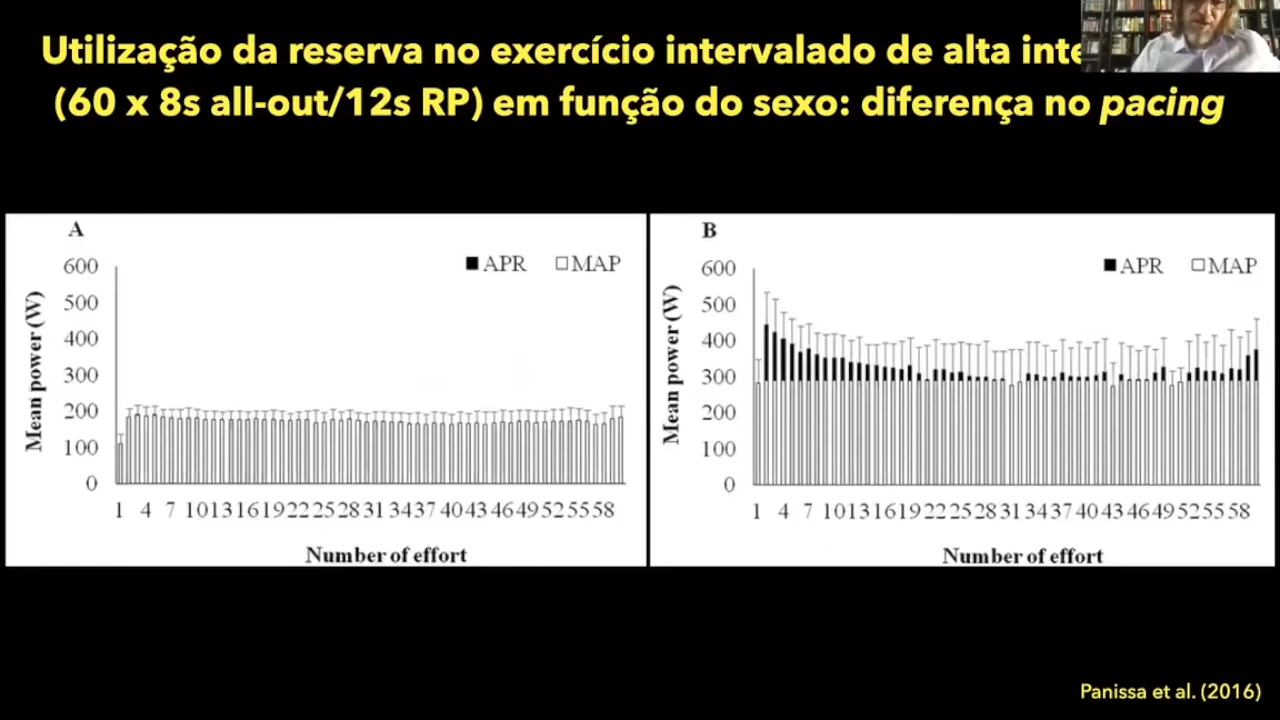 Utilização da reserva no exercício intervalado de alta inte
(60 x 8s all-out/12s RP) em função do sexo: diferença no pacing
A
APR MAP
600
500
400
300
200
100
0
Mean power (W)
1 4 7 10 13 16 19 22 25 28 31 34 37 40 43 46 49 52 55 58
Number of effort
B
APR MAP
600
500
400
300
200
100
0
Mean power (W)
1 4 7 10 13 16 19 22 25 28 31 34 37 40 43 46 49 52 55 58
Number of effort
Panissa et al. (2016)